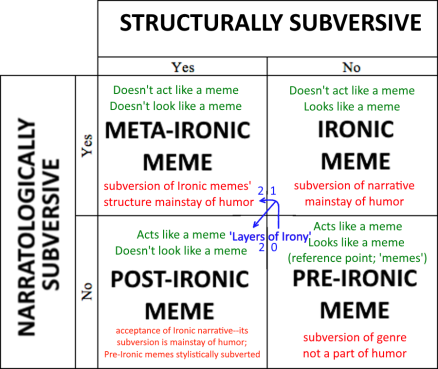 STRUCTURALLY SUBVERSIVE
Yes
No
NARRATOLOGICALLY
SUBVERSIVE
Yes
Doesn't act like a meme
Doesn't look like a meme
META-IRONIC
MEME
subversion of Ironic memes'
structure mainstay of humor
Doesn't act like a meme
Looks like a meme
IRONIC
MEME
subversion of narrative
mainstay of humor
2 1
'Layers of Irony'
2 0
No
Acts like a meme
Doesn't look like a meme
POST-IRONIC
MEME
acceptance of Ironic narrative--its
subversion is mainstay of humor;
Pre-Ironic memes stylistically subverted
Acts like a meme
Looks like a meme
(reference point; 'memes')
PRE-IRONIC
MEME
subversion of genre
not a part of humor